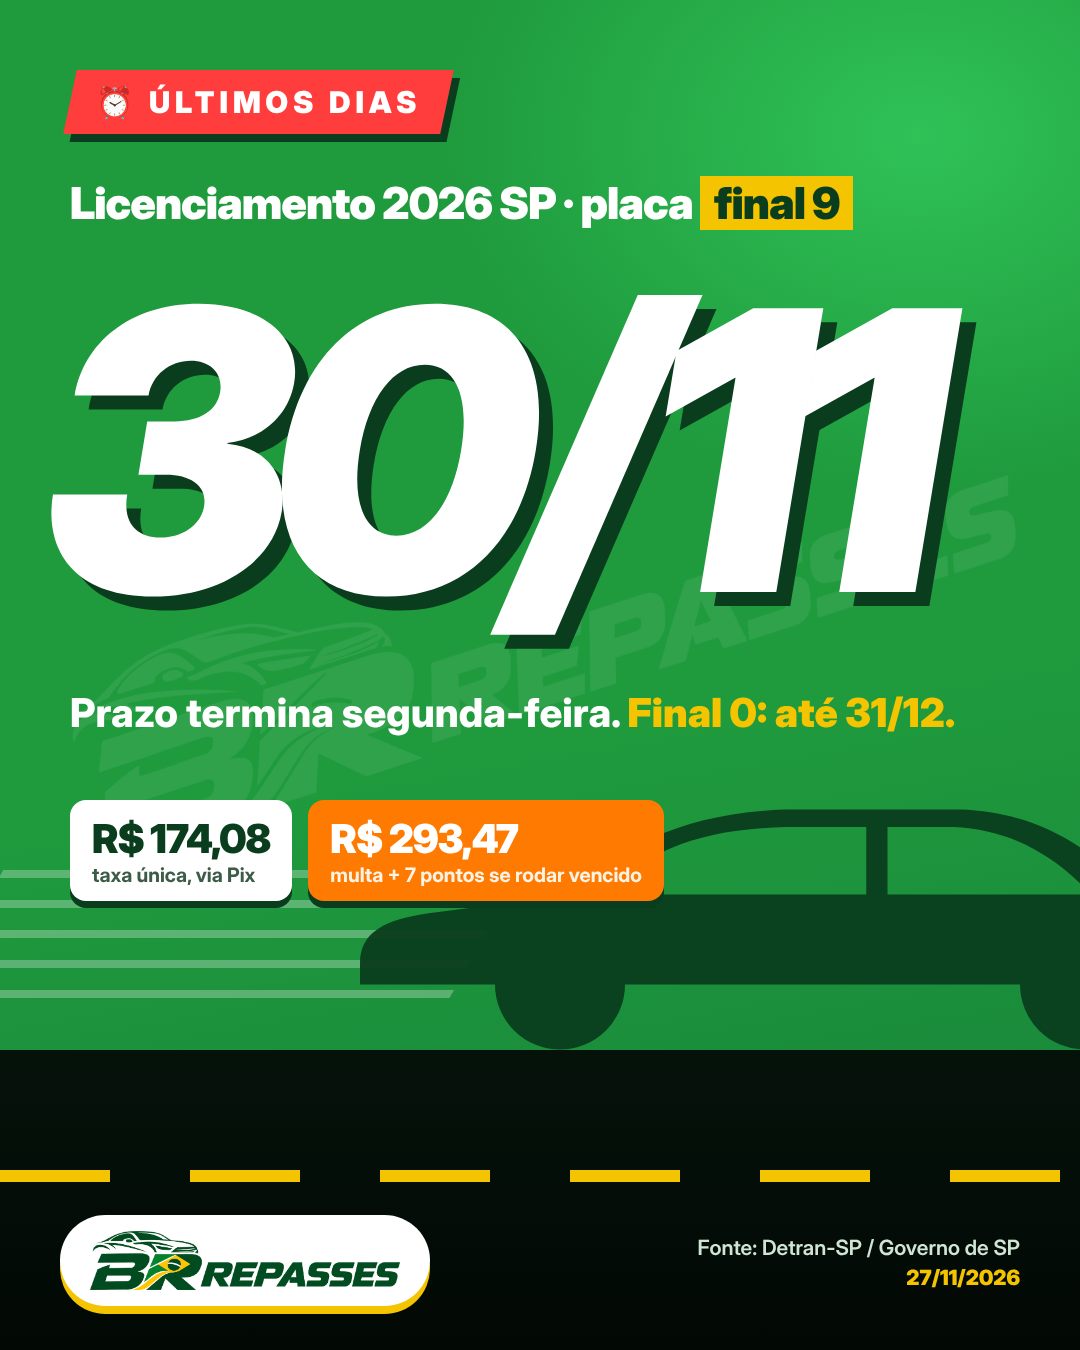 ⏰ ÚLTIMOS DIAS
Licenciamento 2026 SP · placa final 9
30/11
BR REPASSES
Prazo termina segunda-feira. Final 0: até 31/12.
R$ 174,08
taxa única, via Pix
R$ 293,47
multa + 7 pontos se rodar vencido
BR REPASSES
Fonte: Detran-SP / Governo de SP
27/11/2026